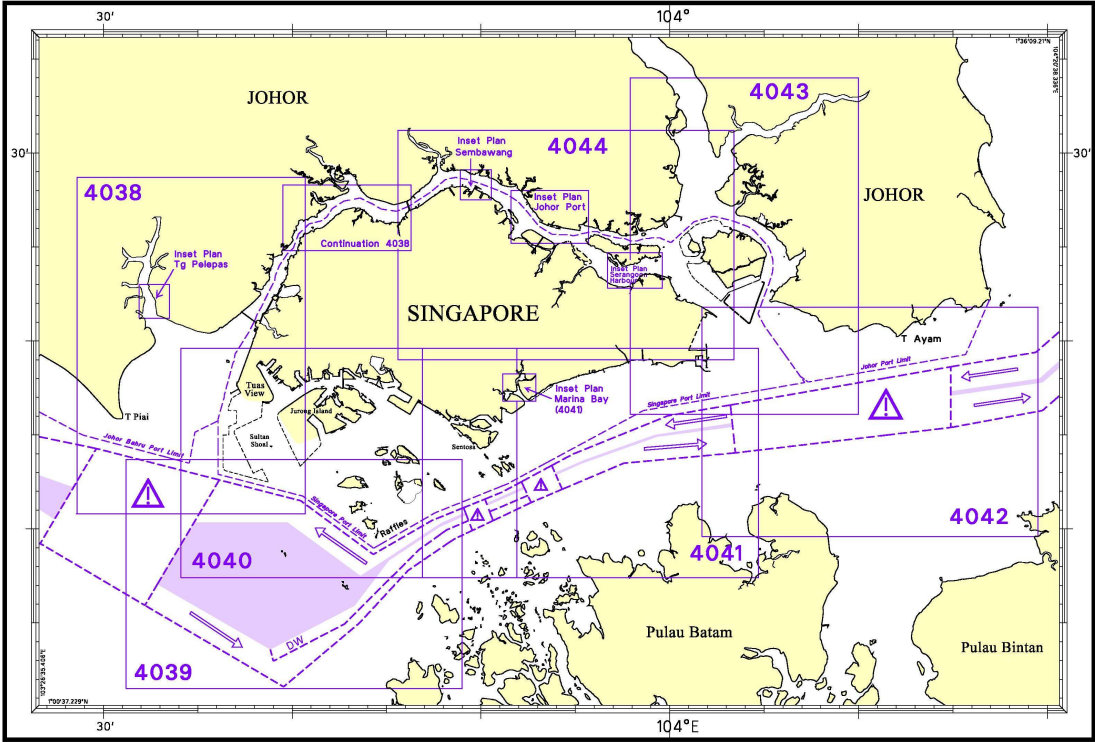 30'
104°
1°36'09.21"N
104°20'38.336"E
JOHOR
4043
Inset Plan
Sembawang
4044
30'
30'
4038
Inset Plan
Johor Port
JOHOR
Continuation 4038
Inset Plan
Tg Pelepas
Inset Plan
Serangoon
Harbour
SINGAPORE
T Ayam
Johor Port Limit
Tuas
View
Inset Plan
Marina Bay
(4041)
Singapore Port Limit
Jurong Island
T Piai
Sultan
Shoal
Johor Bahru Port Limit
Sentosa
Singapore Port Limit
Raffles
4042
4040
4041
DW
Pulau Batam
Pulau Bintan
4039
103°26'35.406"E
1°00'37.229"N
30'
104°E